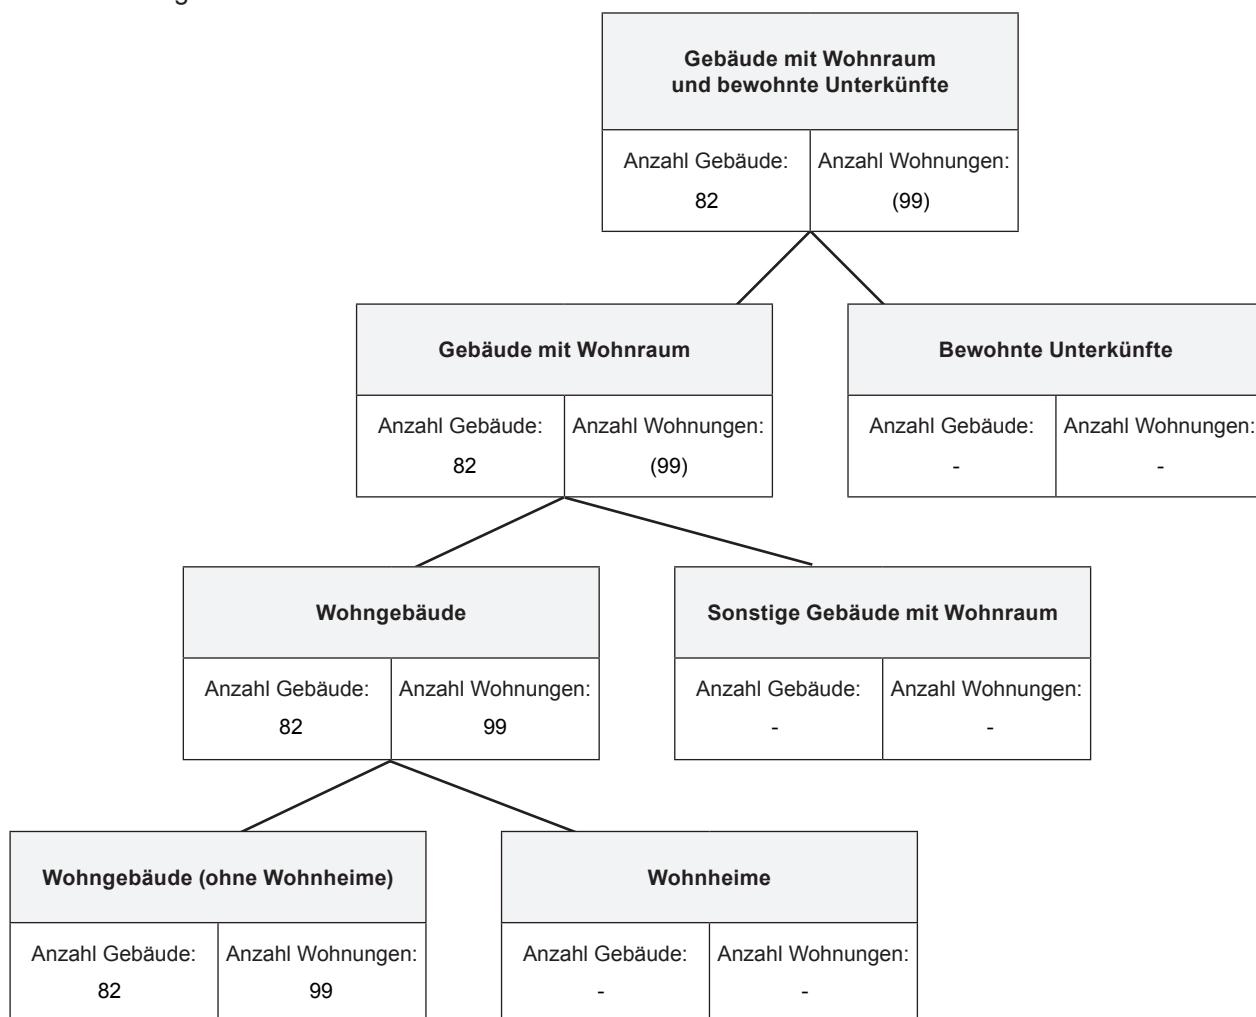 Gebäude mit Wohnraum
und bewohnte Unterkünfte
Anzahl Gebäude: Anzahl Wohnungen:
82 (99)
Gebäude mit Wohnraum Bewohnte Unterkünfte
Anzahl Gebäude: Anzahl Wohnungen: Anzahl Gebäude: Anzahl Wohnungen:
82 (99) - -
Wohngebäude Sonstige Gebäude mit Wohnraum
Anzahl Gebäude: Anzahl Wohnungen: Anzahl Gebäude: Anzahl Wohnungen:
82 99 - -
Wohngebäude (ohne Wohnheime) Wohnheime
Anzahl Gebäude: Anzahl Wohnungen: Anzahl Gebäude: Anzahl Wohnungen:
82 99 - -